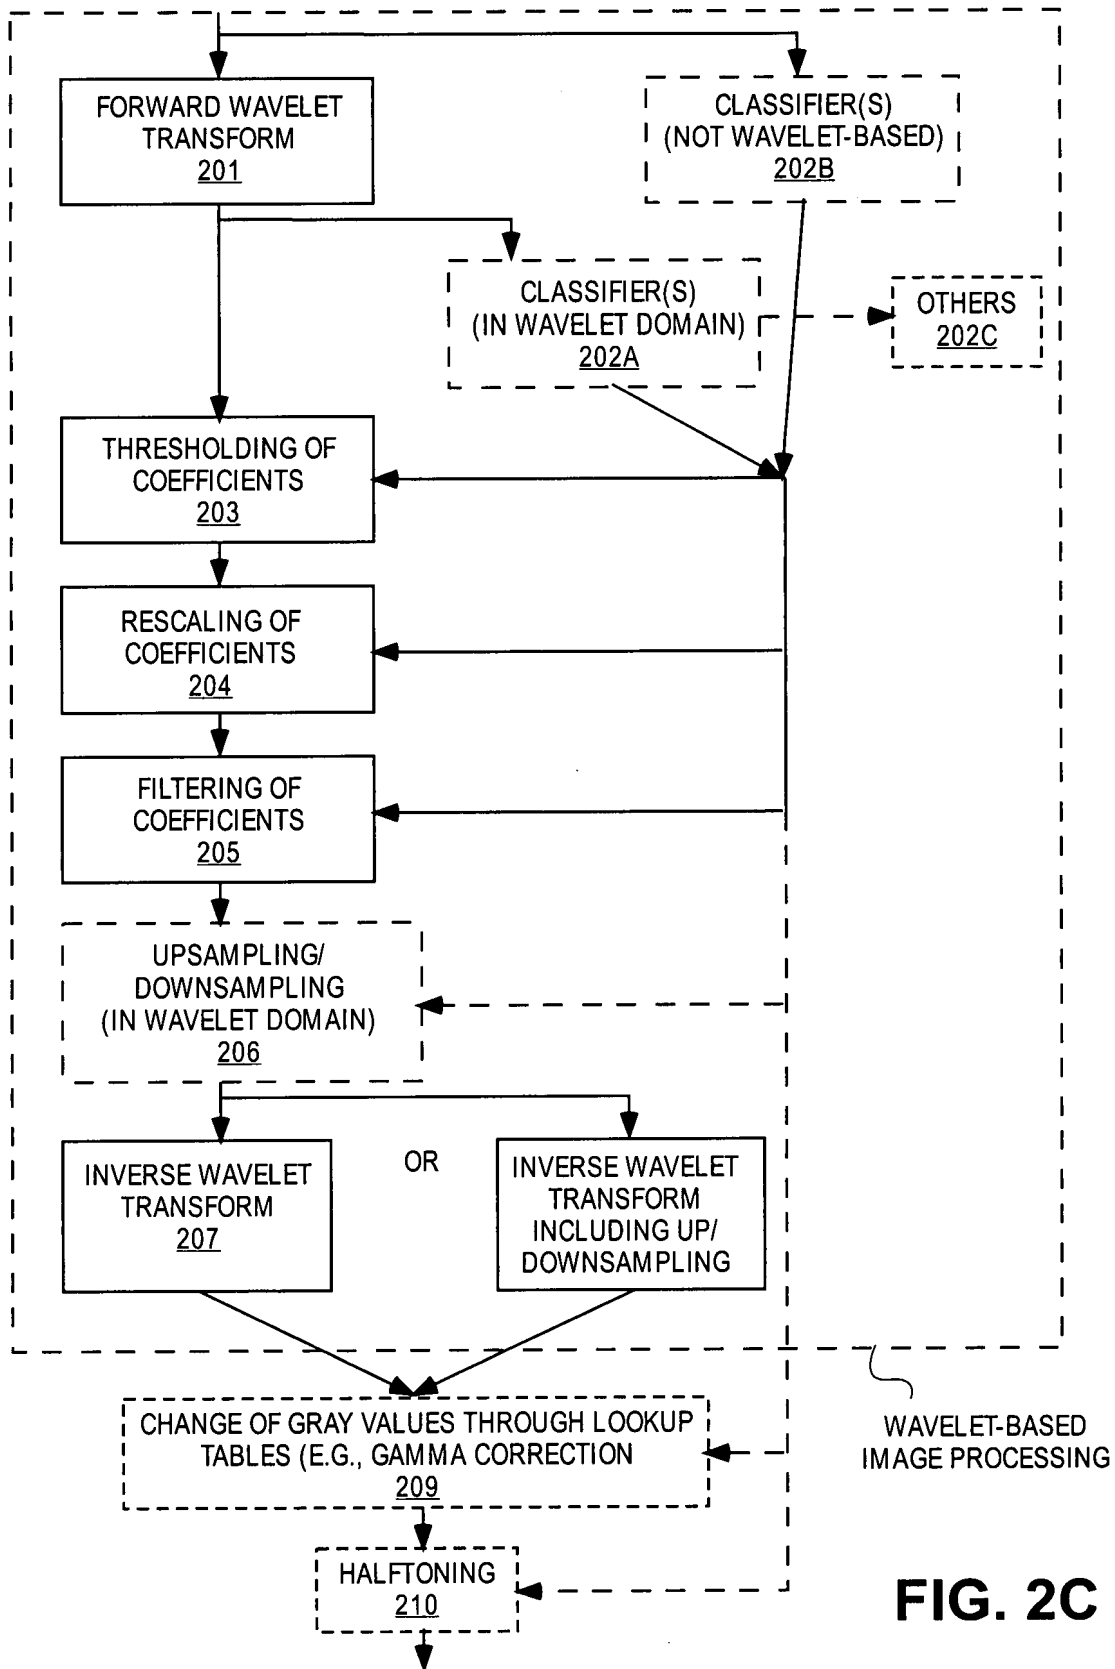 FORWARD WAVELET
TRANSFORM
201
CLASSIFIER(S)
(NOT WAVELET-BASED)
202B
CLASSIFIER(S)
(IN WAVELET DOMAIN)
202A
OTHERS
202C
THRESHOLDING OF
COEFFICIENTS
203
RESCALING OF
COEFFICIENTS
204
FILTERING OF
COEFFICIENTS
205
UPSAMPLING/
DOWNSAMPLING
(IN WAVELET DOMAIN)
206
INVERSE WAVELET
TRANSFORM
207
OR
INVERSE WAVELET
TRANSFORM
INCLUDING UP/
DOWNSAMPLING
CHANGE OF GRAY VALUES THROUGH LOOKUP
TABLES (E.G., GAMMA CORRECTION
209
WAVELET-BASED
IMAGE PROCESSING
HALFTONING
210
FIG. 2C